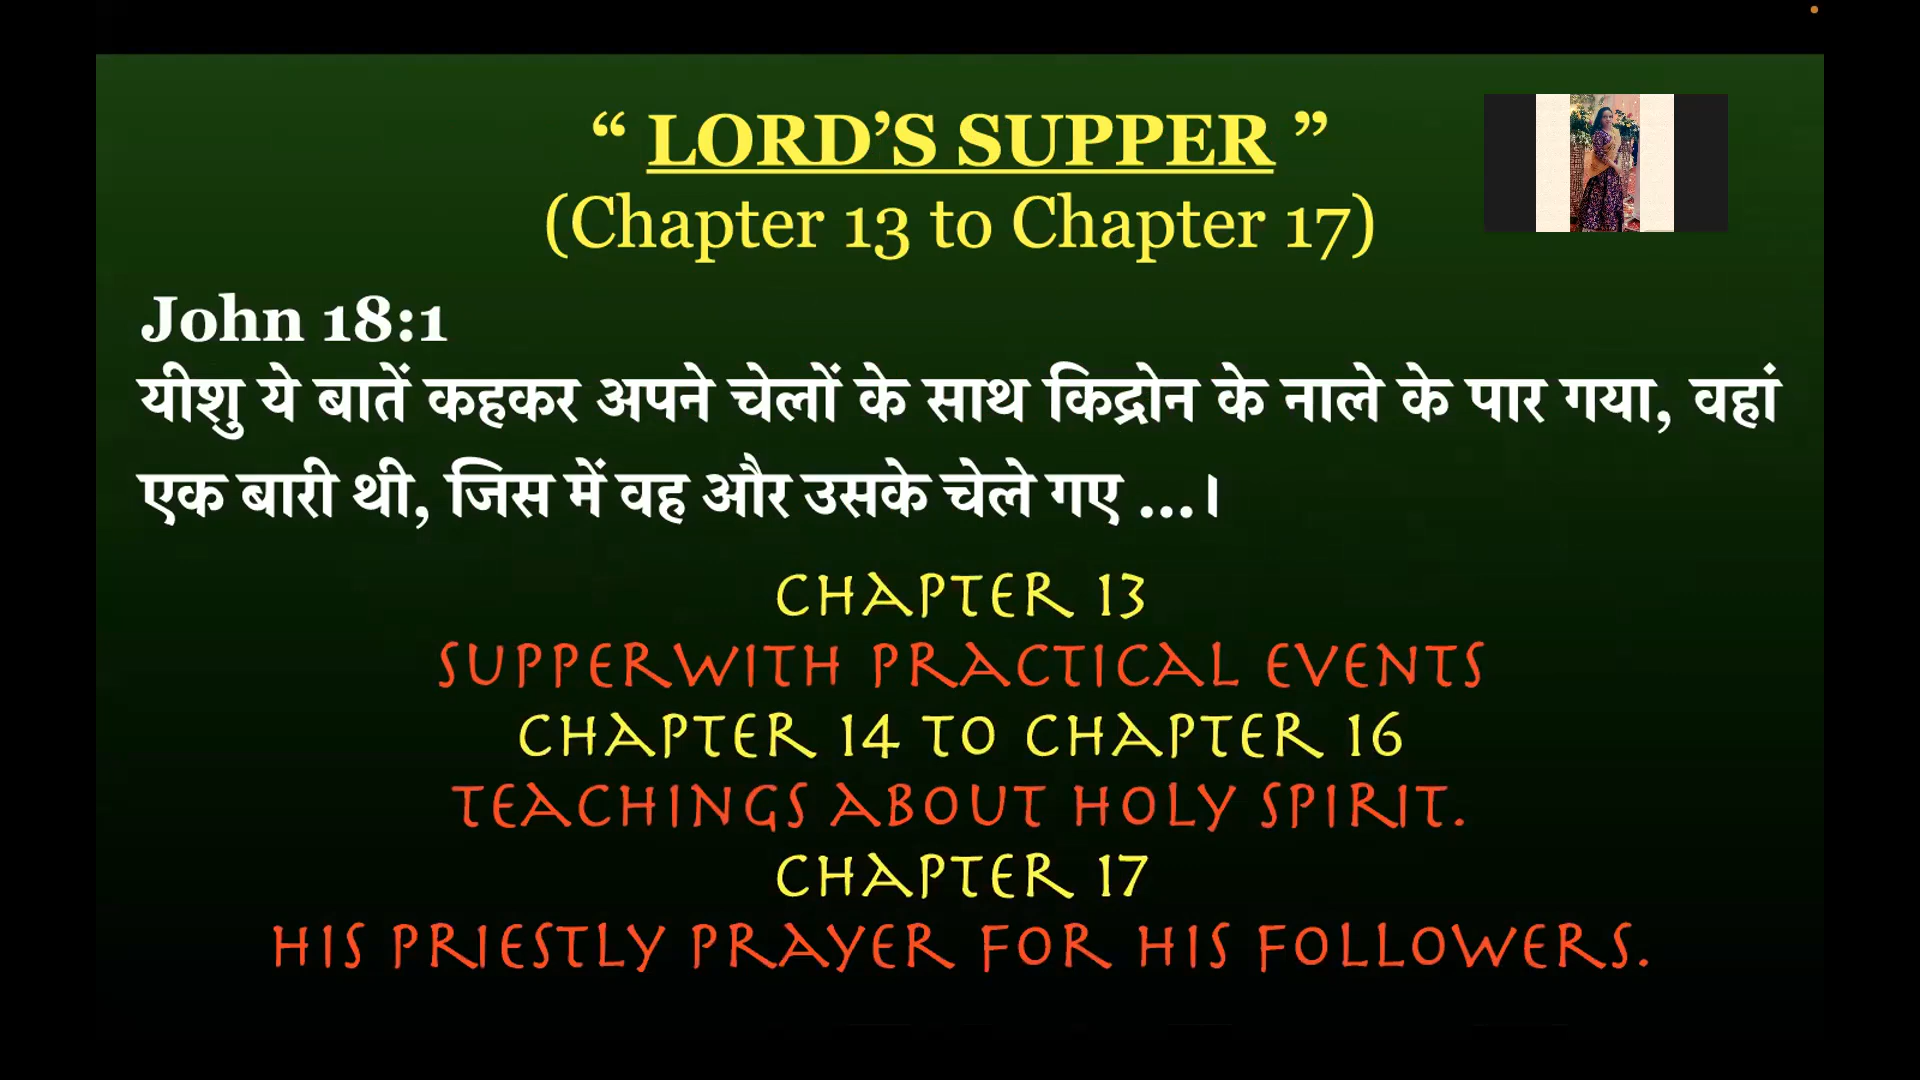 “ LORD’S SUPPER ”
(Chapter 13 to Chapter 17)
John 18:1
यीशु ये बातें कहकर अपने चेलों के साथ किद्रोन के नाले के पार गया, वहां
एक बारी थी, जिस में वह और उसके चेले गए ...।
CHAPTER 13
SUPPERWITH PRACTICAL EVENTS
CHAPTER 14 TO CHAPTER 16
TEACHINGS ABOUT HOLY SPIRIT.
CHAPTER 17
HIS PRIESTLY PRAYER FOR HIS FOLLOWERS.